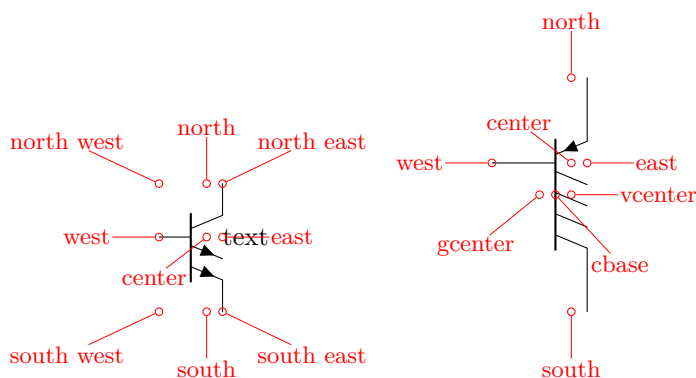 north
north
north west
north east
center
west
east
vcenter
west
text
east
gcenter
cbase
center
south west
south east
south
south